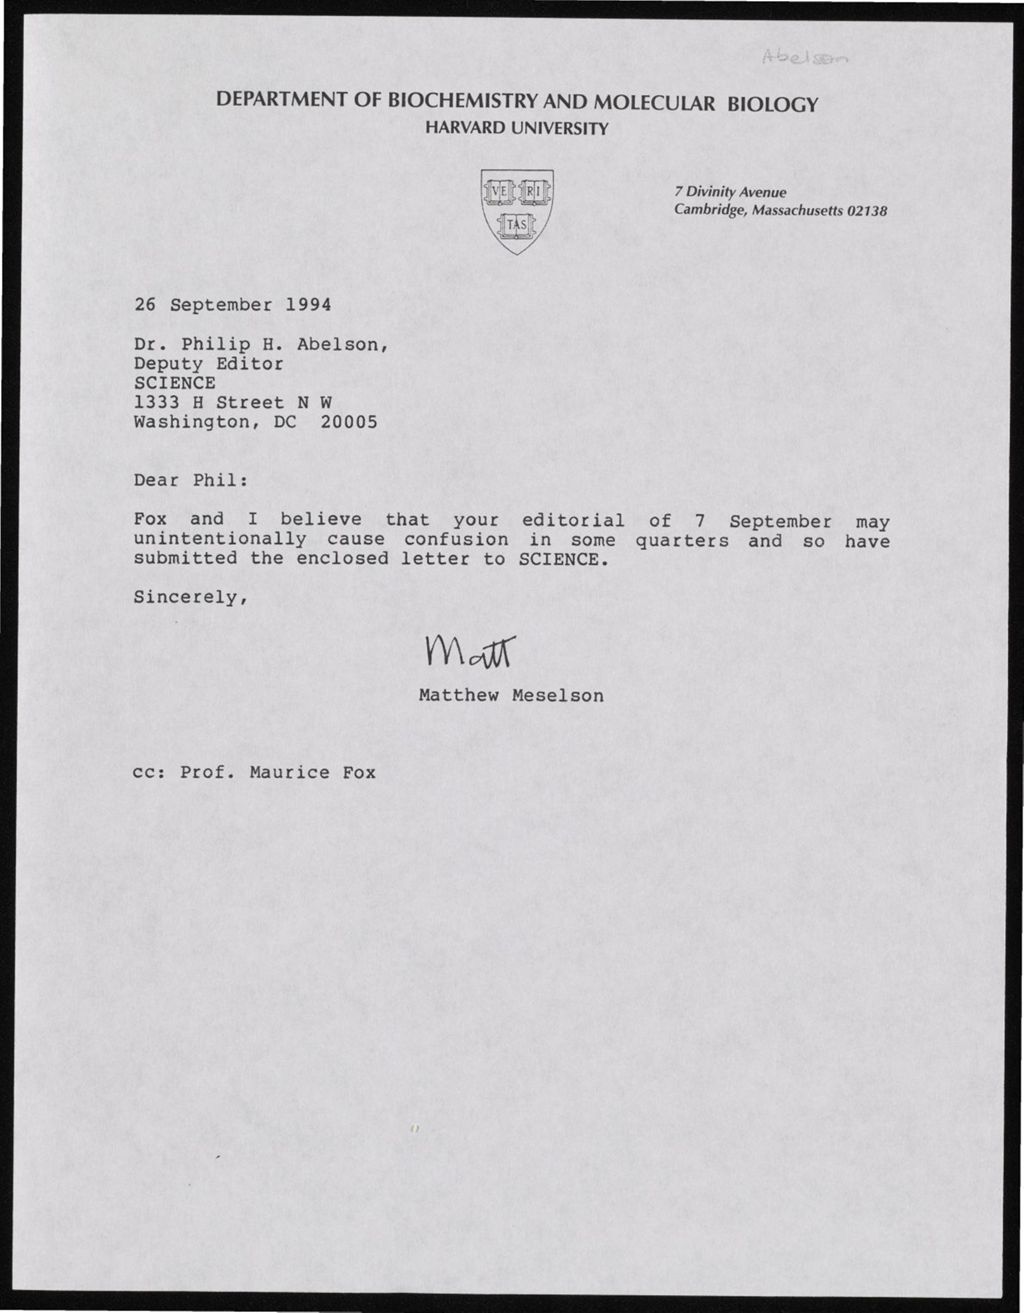 Abelson
DEPARTMENT OF BIOCHEMISTRY AND MOLECULAR BIOLOGY
HARVARD UNIVERSITY
VE RI
TAS
7 Divinity Avenue
Cambridge, Massachusetts 02138
26 September 1994
Dr. Philip H. Abelson,
Deputy Editor
SCIENCE
1333 H Street N W
Washington, DC 20005
Dear Phil:
Fox and I believe that your editorial of 7 September may
unintentionally cause confusion in some quarters and so have
submitted the enclosed letter to SCIENCE.
Sincerely,
Matt
Matthew Meselson
cc: Prof. Maurice Fox